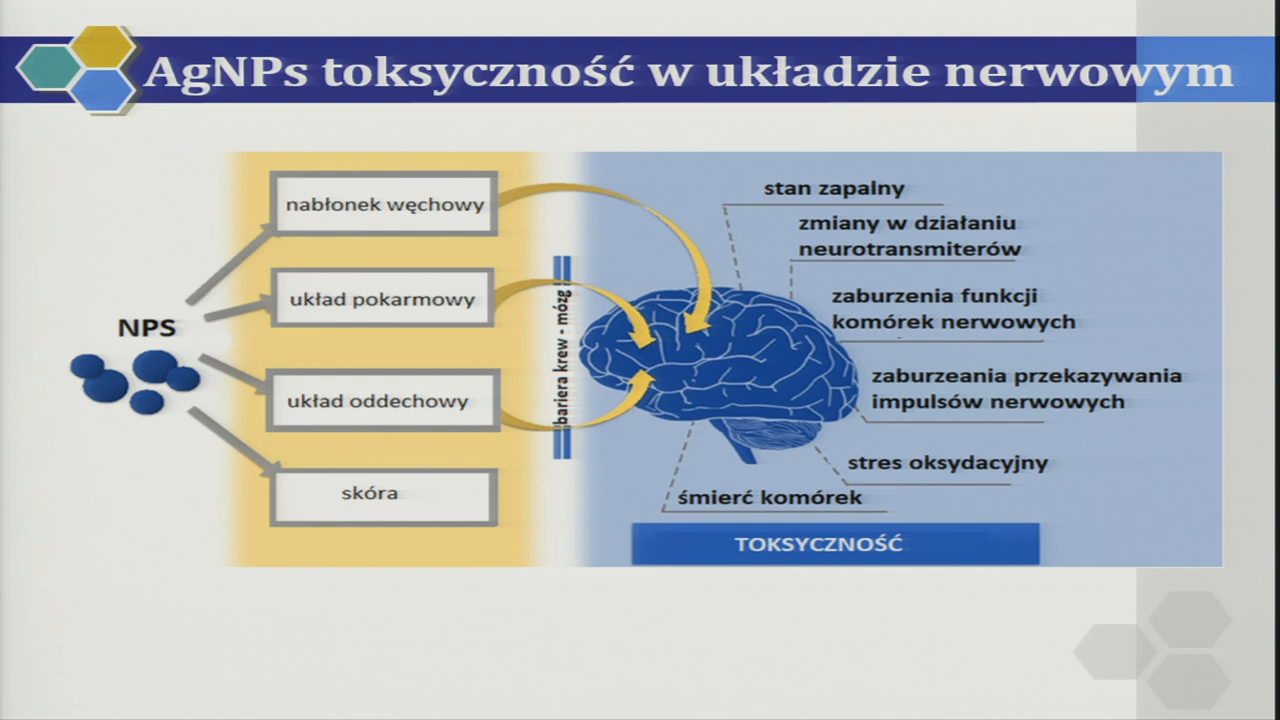 AgNPs toksyczność w układzie nerwowym
nabłonek węchowy
układ pokarmowy
układ oddechowy
skóra
NPS
bariera krew - mózg
stan zapalny
zmiany w działaniu
neurotransmiterów
zaburzenia funkcji
komórek nerwowych
zaburzeania przekazywania
impulsów nerwowych
stres oksydacyjny
śmierć komórek
TOKSYCZNOŚĆ